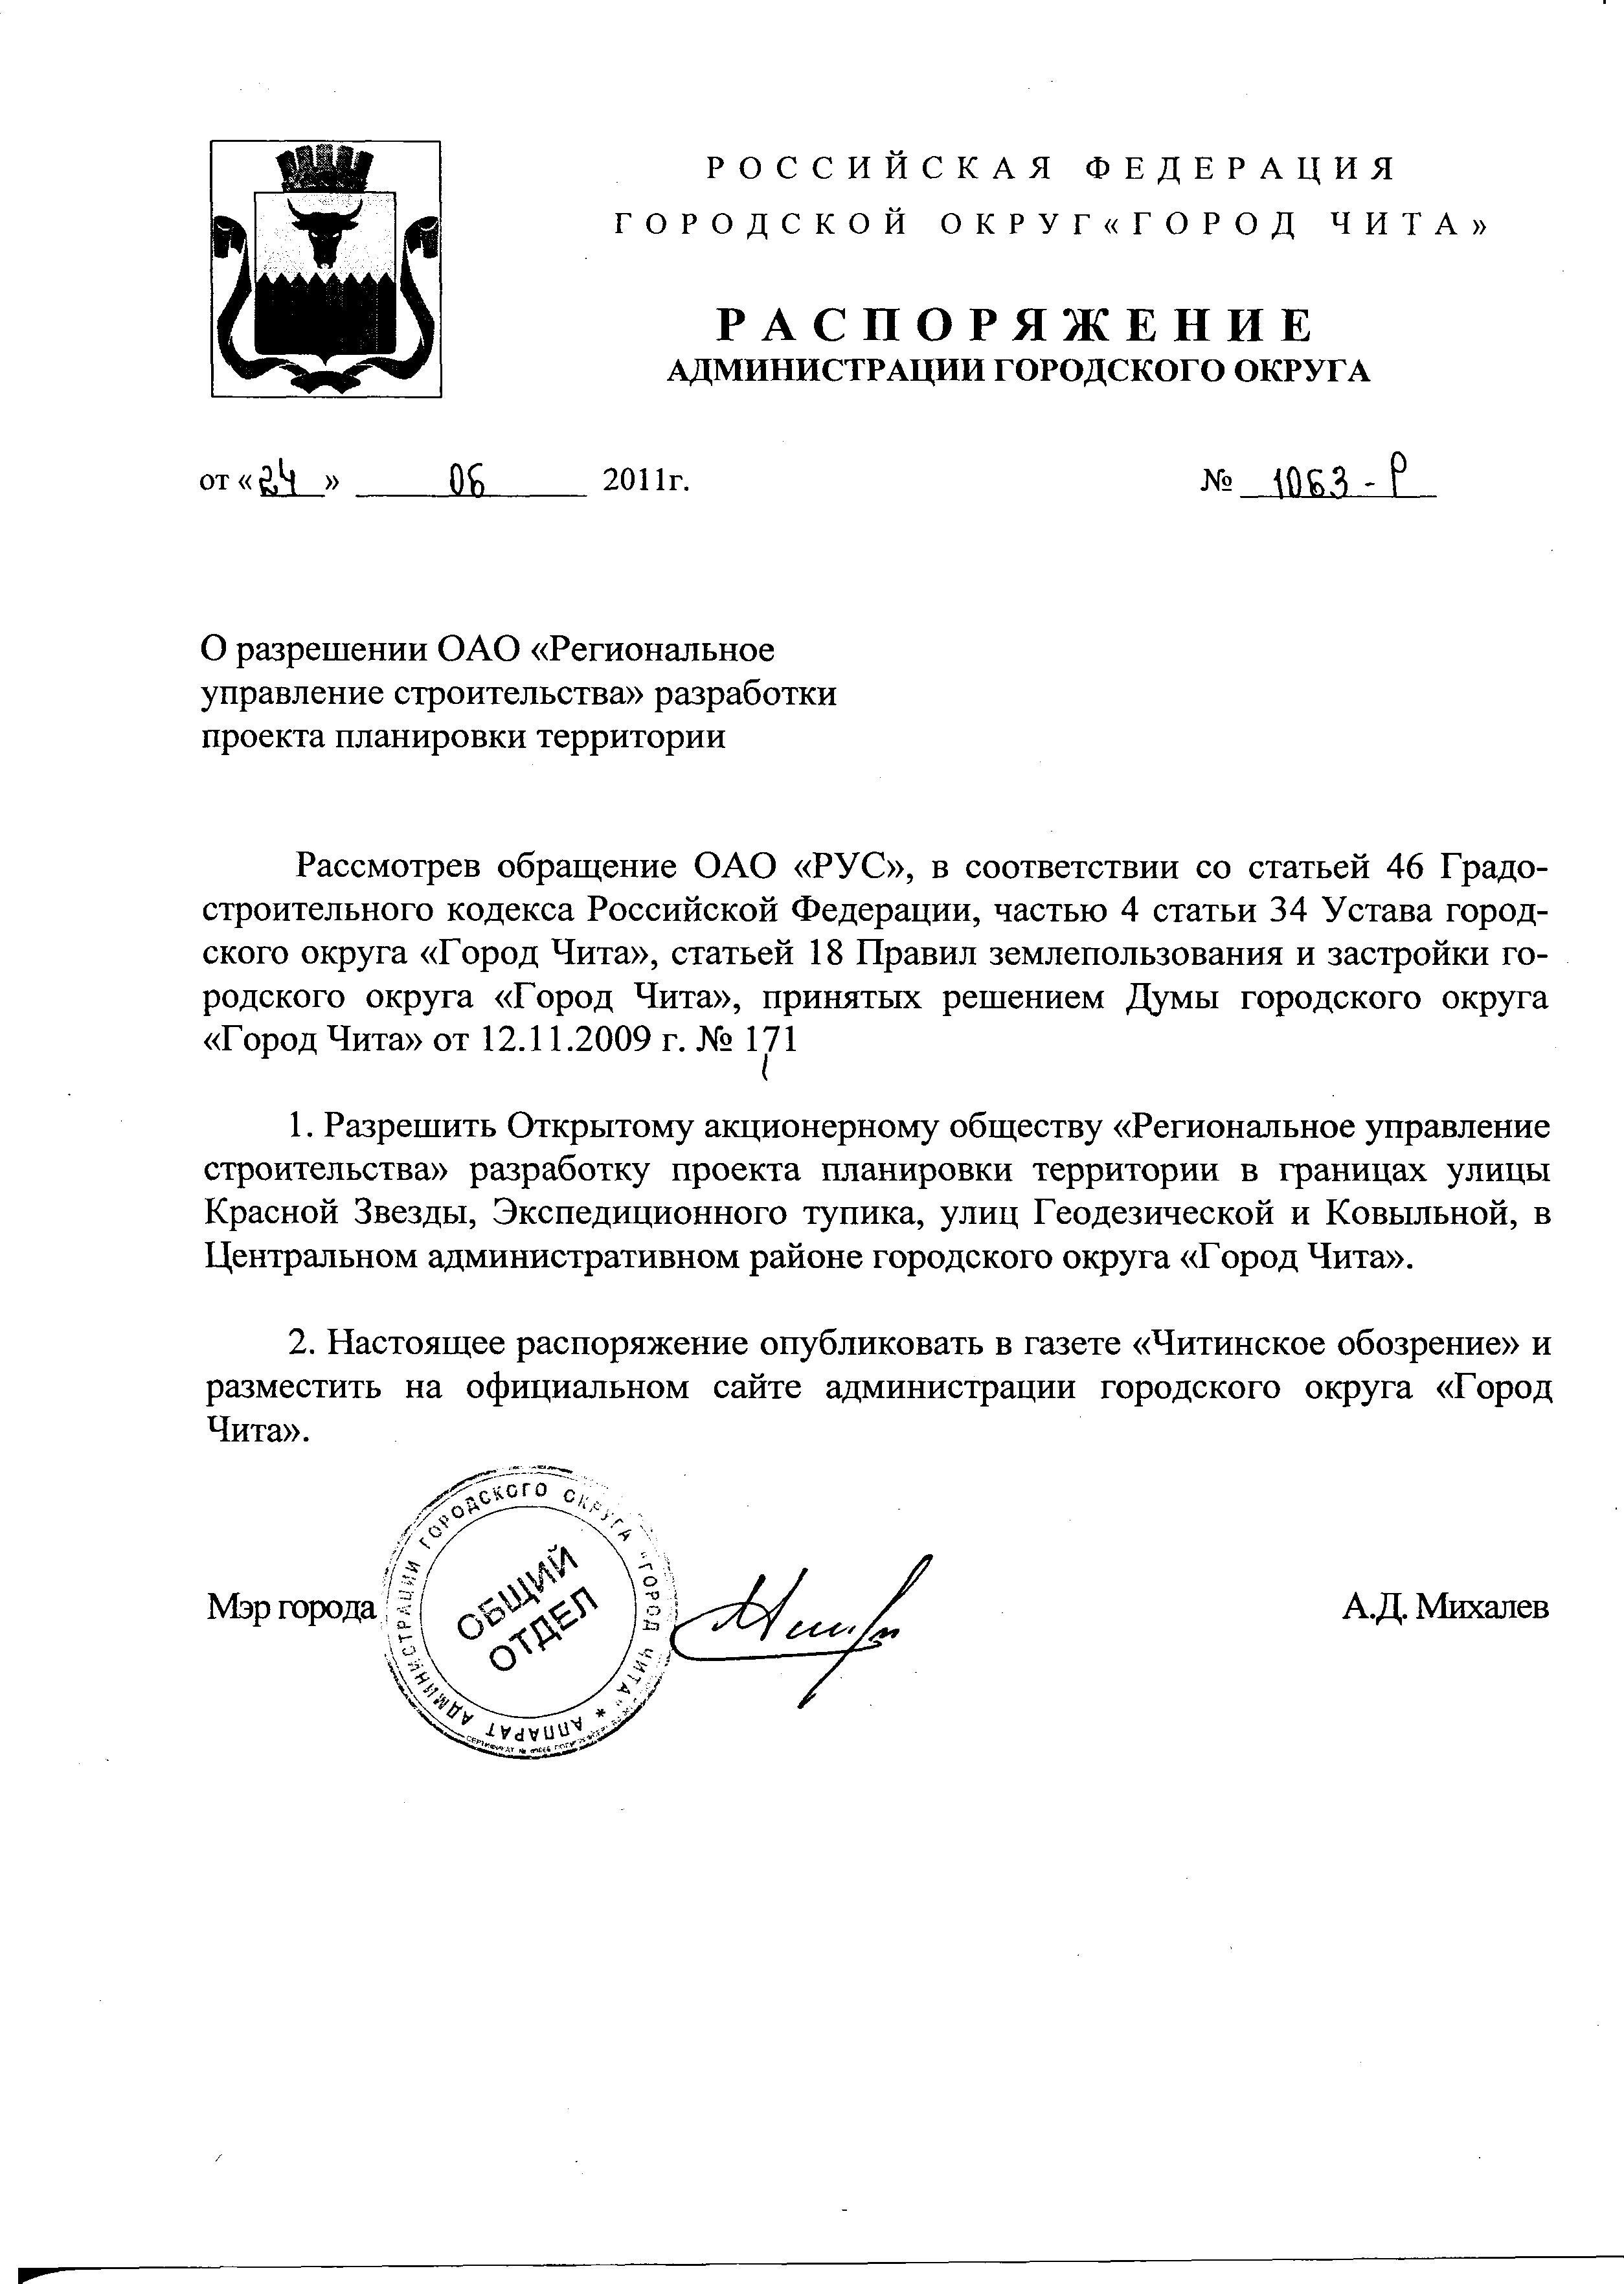 РОССИЙСКАЯ ФЕДЕРАЦИЯ
ГОРОДСКОЙ ОКРУГ «ГОРОД ЧИТА»
РАСПОРЯЖЕНИЕ
АДМИНИСТРАЦИИ ГОРОДСКОГО ОКРУГА
от «24» 06 2011г. № 1063-р
О разрешении ОАО «Региональное
управление строительства» разработки
проекта планировки территории
Рассмотрев обращение ОАО «РУС», в соответствии со статьей 46 Градо-
строительного кодекса Российской Федерации, частью 4 статьи 34 Устава город-
ского округа «Город Чита», статьей 18 Правил землепользования и застройки го-
родского округа «Город Чита», принятых решением Думы городского округа
«Город Чита» от 12.11.2009 г. № 171
1. Разрешить Открытому акционерному обществу «Региональное управление
строительства» разработку проекта планировки территории в границах улицы
Красной Звезды, Экспедиционного тупика, улиц Геодезической и Ковыльной, в
Центральном административном районе городского округа «Город Чита».
2. Настоящее распоряжение опубликовать в газете «Читинское обозрение» и
разместить на официальном сайте администрации городского округа «Город
Чита».
Мэр города А.Д. Михалев
АППАРАТ АДМИНИСТРАЦИИ ГОРОДСКОГО ОКРУГА "ГОРОД ЧИТА" *
ОБЩИЙ
ОТДЕЛ